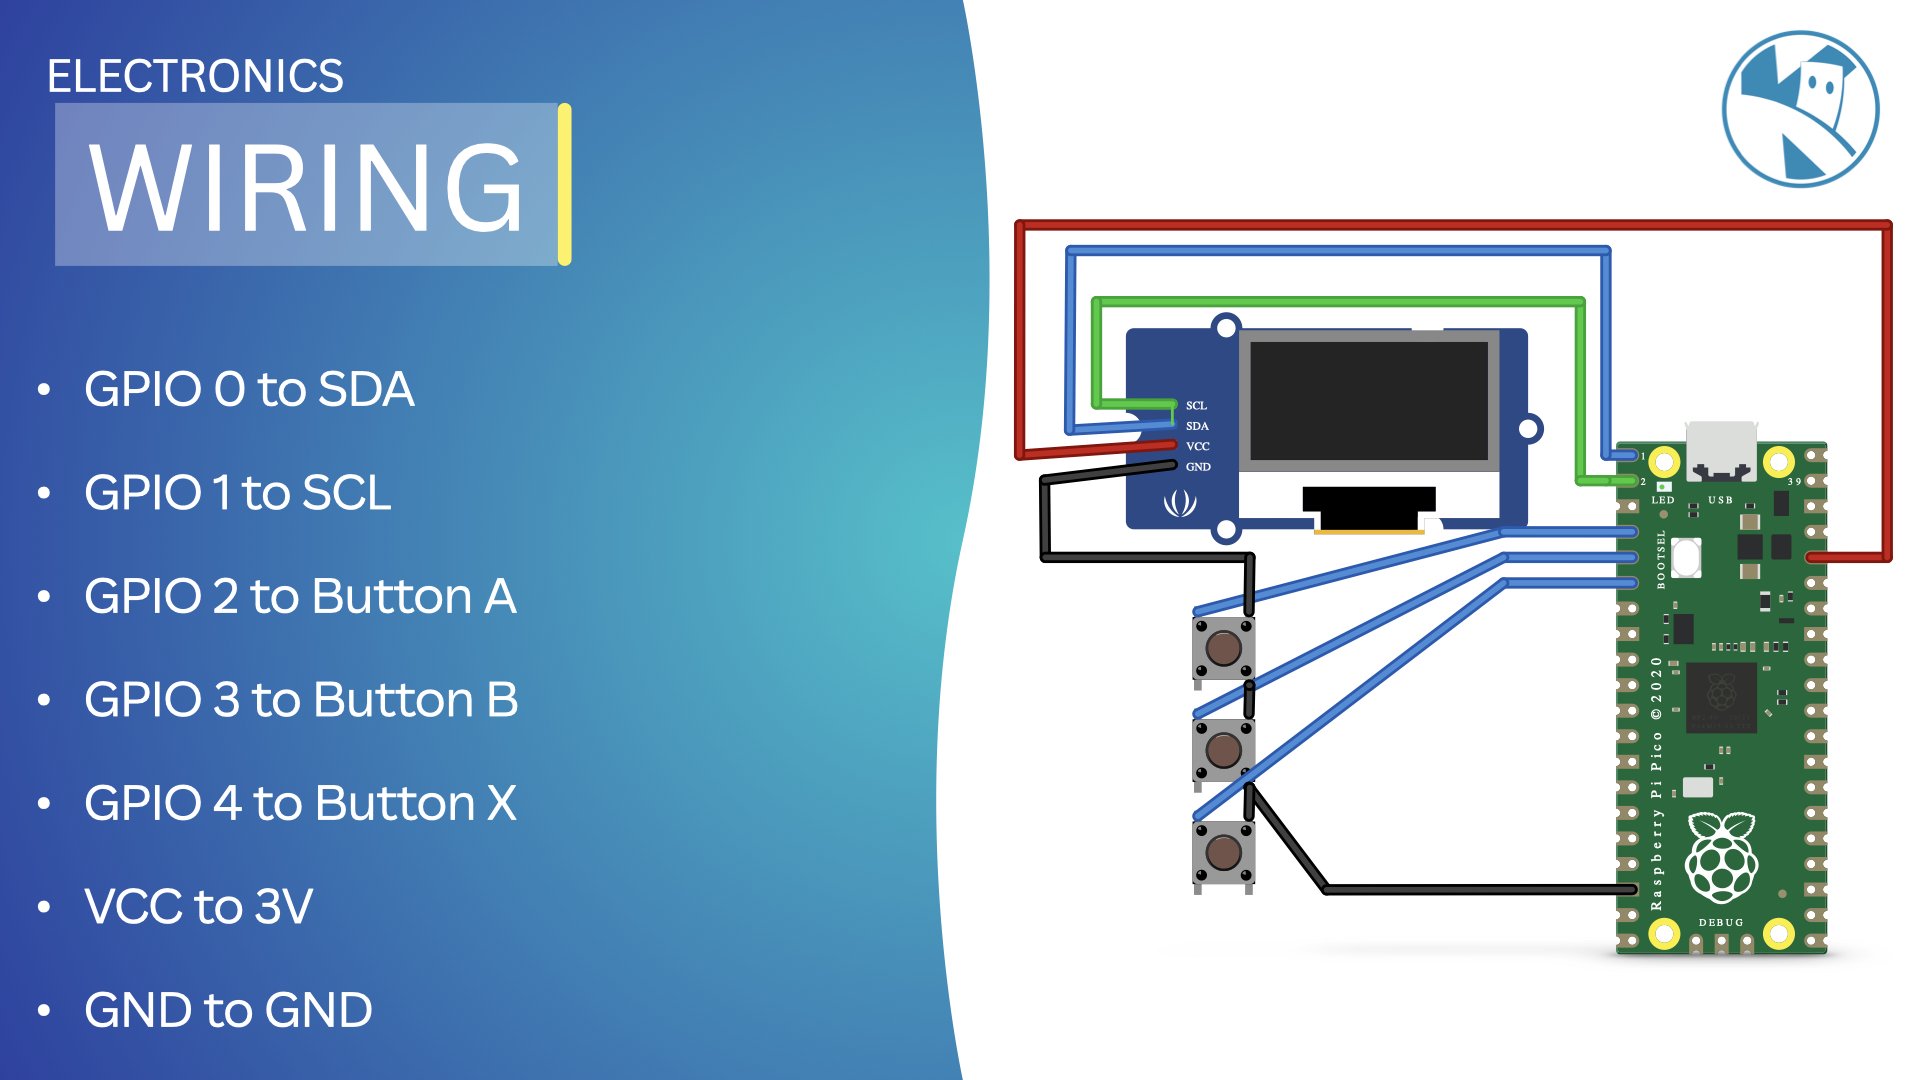 ELECTRONICS
WIRING
• GPIO 0 to SDA
• GPIO 1 to SCL
• GPIO 2 to Button A
• GPIO 3 to Button B
• GPIO 4 to Button X
• VCC to 3V
• GND to GND
SCL
SDA
VCC
GND
1
2
39
LED
USB
BOOTSEL
Raspberry Pi Pico © 2020
DEBUG